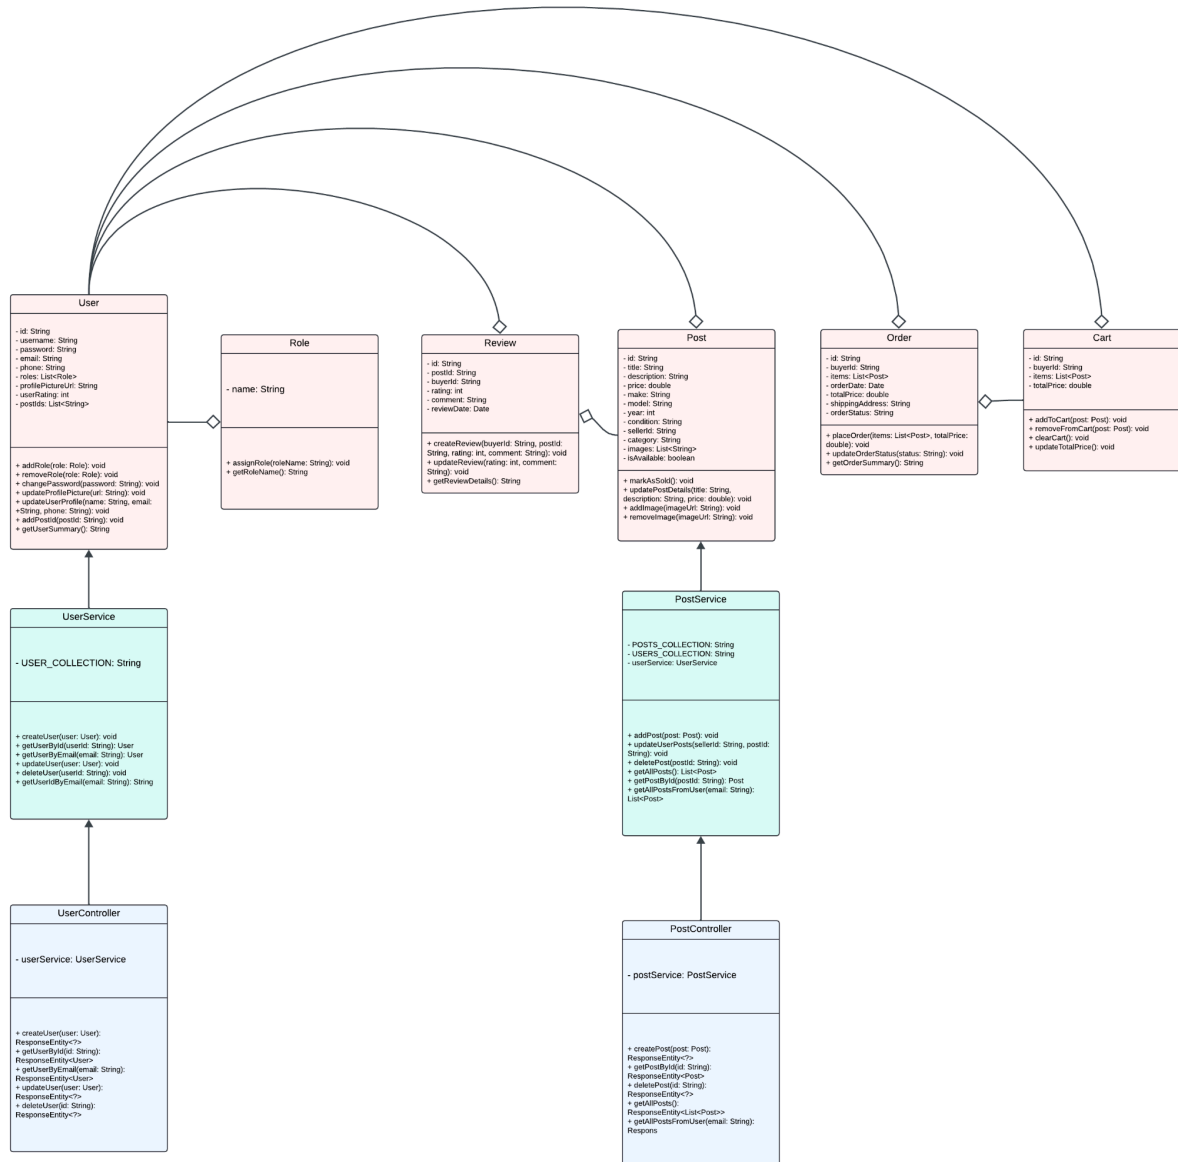 User
- id: String
- username: String
- password: String
- email: String
- phone: String
- roles: List<Role>
- profilePictureUrl: String
- userRating: int
- postIds: List<String>
+ addRole(role: Role): void
+ removeRole(role: Role): void
+ changePassword(password: String): void
+ updateProfilePicture(url: String): void
+ updateUserProfile(name: String, email:
+String, phone: String): void
+ addPostId(postId: String): void
+ getUserSummary(): String
Role
- name: String
+ assignRole(roleName: String): void
+ getRoleName(): String
Review
- id: String
- postId: String
- buyerId: String
- rating: int
- comment: String
- reviewDate: Date
+ createReview(buyerId: String, postId:
String, rating: int, comment: String): void
+ updateReview(rating: int, comment:
String): void
+ getReviewDetails(): String
Post
- id: String
- title: String
- description: String
- price: double
- make: String
- model: String
- year: int
- condition: String
- sellerId: String
- category: String
- images: List<String>
- isAvailable: boolean
+ markAsSold(): void
+ updatePostDetails(title: String,
description: String, price: double): void
+ addImage(imageUrl: String): void
+ removeImage(imageUrl: String): void
Order
- id: String
- buyerId: String
- items: List<Post>
- orderDate: Date
- totalPrice: double
- shippingAddress: String
- orderStatus: String
+ placeOrder(items: List<Post>, totalPrice:
double): void
+ updateOrderStatus(status: String): void
+ getOrderSummary(): String
Cart
- id: String
- buyerId: String
- items: List<Post>
- totalPrice: double
+ addToCart(post: Post): void
+ removeFromCart(post: Post): void
+ clearCart(): void
+ updateTotalPrice(): void
UserService
- USER_COLLECTION: String
+ createUser(user: User): void
+ getUserById(userId: String): User
+ getUserByEmail(email: String): User
+ updateUser(user: User): void
+ deleteUser(userId: String): void
+ getUserIdByEmail(email: String): String
PostService
- POSTS_COLLECTION: String
- USERS_COLLECTION: String
- userService: UserService
+ addPost(post: Post): void
+ updateUserPosts(sellerId: String, postId:
String): void
+ deletePost(postId: String): void
+ getAllPosts(): List<Post>
+ getPostById(postId: String): Post
+ getAllPostsFromUser(email: String):
List<Post>
UserController
- userService: UserService
+ createUser(user: User):
ResponseEntity<?>
+ getUserById(id: String):
ResponseEntity<User>
+ getUserByEmail(email: String):
ResponseEntity<User>
+ updateUser(user: User):
ResponseEntity<?>
+ deleteUser(id: String):
ResponseEntity<?>
PostController
- postService: PostService
+ createPost(post: Post):
ResponseEntity<?>
+ getPostById(id: String):
ResponseEntity<Post>
+ deletePost(id: String):
ResponseEntity<?>
+ getAllPosts():
ResponseEntity<List<Post>>
+ getAllPostsFromUser(email: String):
Respons